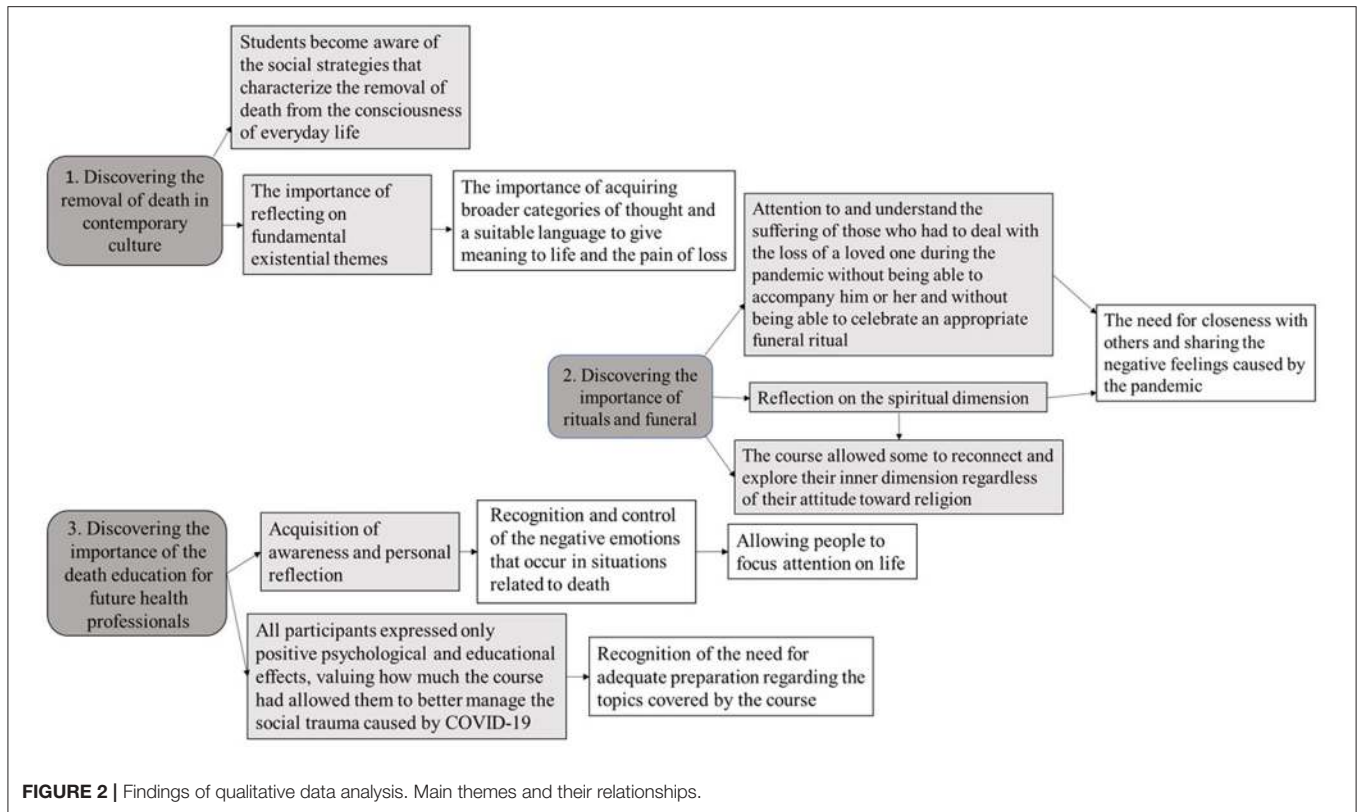 Students become aware of
the social strategies that
characterize the removal of
death from the consciousness
of everyday life
1. Discovering the
removal of death in
contemporary
culture
The importance of
reflecting on
fundamental
existential themes
The importance of acquiring
broader categories of thought and
a suitable language to give
meaning to life and the pain of loss
Attention to and understand the
suffering of those who had to deal with
the loss of a loved one during the
pandemic without being able to
accompany him or her and without
being able to celebrate an appropriate
funeral ritual
The need for closeness with
others and sharing the
negative feelings caused by
the pandemic
2. Discovering the
importance of
rituals and funeral
Reflection on the spiritual dimension
The course allowed some to reconnect and
explore their inner dimension regardless
of their attitude toward religion
3. Discovering the
importance of the
death education for
future health
professionals
Acquisition of
awareness and personal
reflection
Recognition and control
of the negative emotions
that occur in situations
related to death
Allowing people to
focus attention on life
All participants expressed only
positive psychological and educational
effects, valuing how much the course
had allowed them to better manage the
social trauma caused by COVID-19
Recognition of the need for
adequate preparation regarding the
topics covered by the course
FIGURE 2 | Findings of qualitative data analysis. Main themes and their relationships.